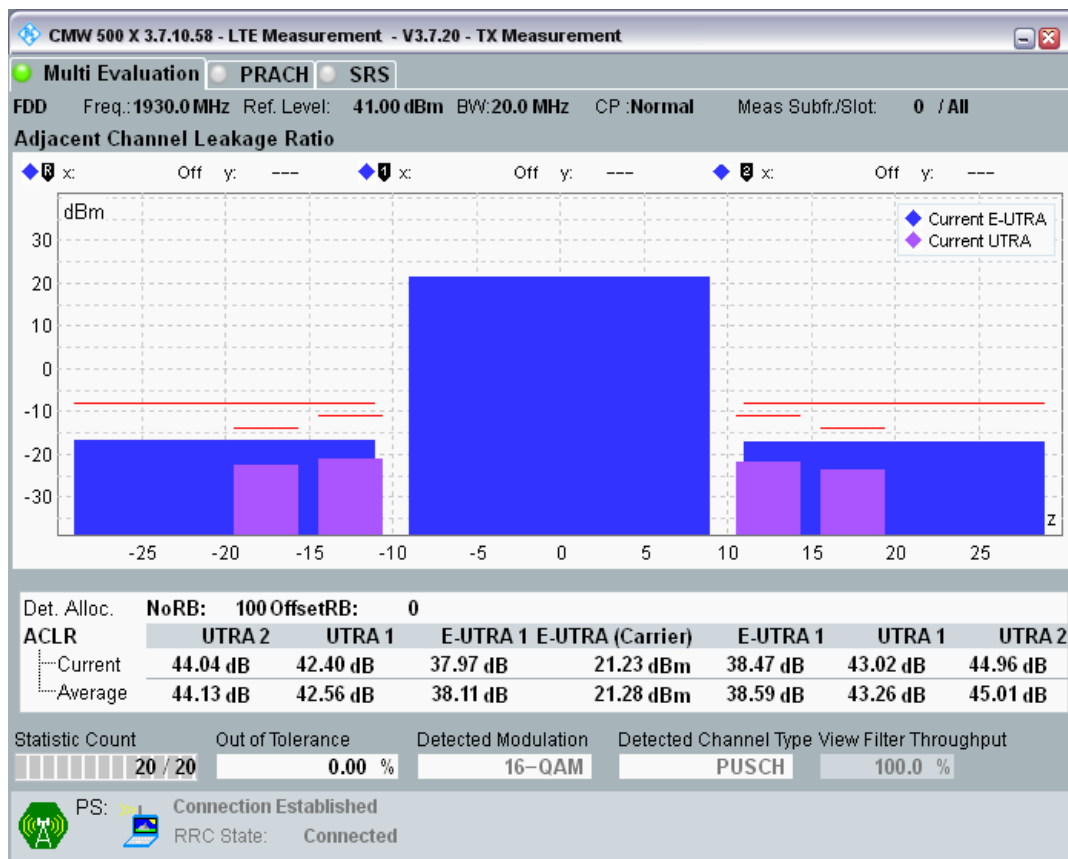 CMW 500 X 3.7.10.58 - LTE Measurement - V3.7.20 - TX Measurement
Multi Evaluation PRACH SRS
FDD Freq.:1930.0 MHz Ref. Level: 41.00 dBm BW:20.0 MHz CP :Normal Meas Subfr./Slot: 0 / All
Adjacent Channel Leakage Ratio
R x: Off y: --- 1 x: Off y: --- 2 x: Off y: ---
dBm
Current E-UTRA
Current UTRA
30
20
10
0
-10
-20
-30
z
-25 -20 -15 -10 -5 0 5 10 15 20 25
Det. Alloc. NoRB: 100 OffsetRB: 0
ACLR UTRA 2 UTRA 1 E-UTRA 1 E-UTRA (Carrier) E-UTRA 1 UTRA 1 UTRA 2
Current 44.04 dB 42.40 dB 37.97 dB 21.23 dBm 38.47 dB 43.02 dB 44.96 dB
Average 44.13 dB 42.56 dB 38.11 dB 21.28 dBm 38.59 dB 43.26 dB 45.01 dB
Statistic Count Out of Tolerance Detected Modulation Detected Channel Type View Filter Throughput
20 / 20 0.00 % 16-QAM PUSCH 100.0 %
PS: Connection Established
RRC State: Connected